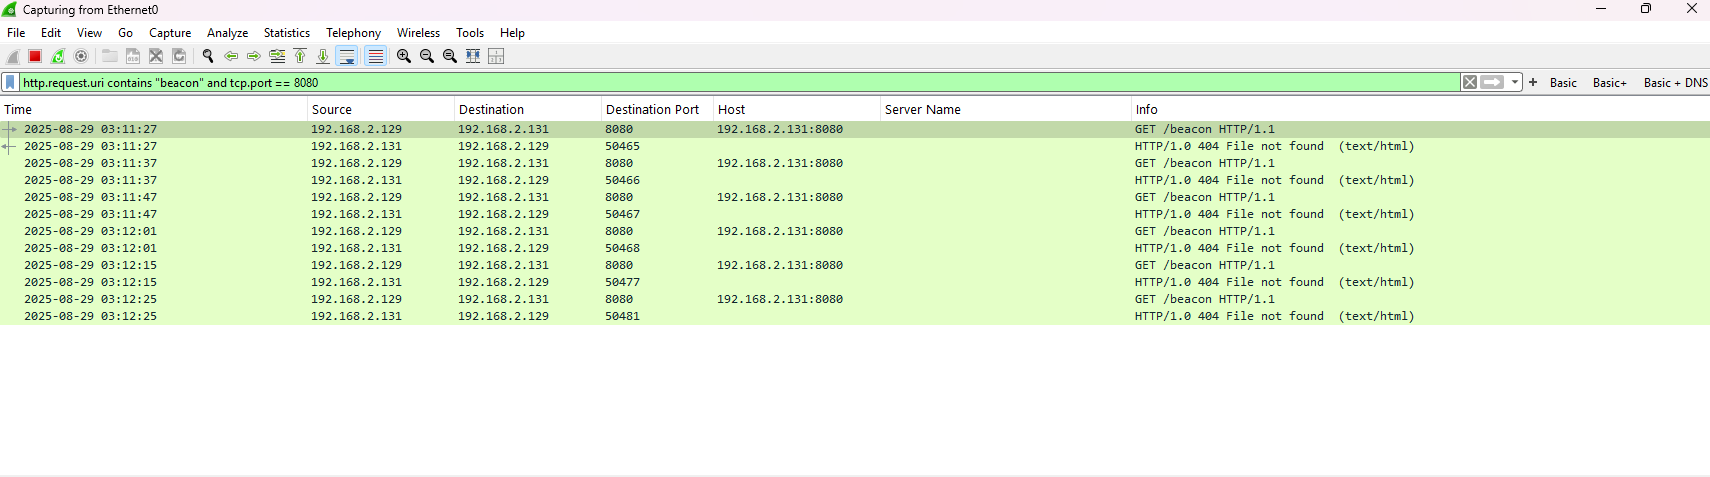 Capturing from Ethernet0
File Edit View Go Capture Analyze Statistics Telephony Wireless Tools Help
http.request.uri contains "beacon" and tcp.port == 8080 + Basic Basic+ Basic + DNS
Time Source Destination Destination Port Host Server Name Info
2025-08-29 03:11:27 192.168.2.129 192.168.2.131 8080 192.168.2.131:8080 GET /beacon HTTP/1.1
2025-08-29 03:11:27 192.168.2.131 192.168.2.129 50465 HTTP/1.0 404 File not found (text/html)
2025-08-29 03:11:37 192.168.2.129 192.168.2.131 8080 192.168.2.131:8080 GET /beacon HTTP/1.1
2025-08-29 03:11:37 192.168.2.131 192.168.2.129 50466 HTTP/1.0 404 File not found (text/html)
2025-08-29 03:11:47 192.168.2.129 192.168.2.131 8080 192.168.2.131:8080 GET /beacon HTTP/1.1
2025-08-29 03:11:47 192.168.2.131 192.168.2.129 50467 HTTP/1.0 404 File not found (text/html)
2025-08-29 03:12:01 192.168.2.129 192.168.2.131 8080 192.168.2.131:8080 GET /beacon HTTP/1.1
2025-08-29 03:12:01 192.168.2.131 192.168.2.129 50468 HTTP/1.0 404 File not found (text/html)
2025-08-29 03:12:15 192.168.2.129 192.168.2.131 8080 192.168.2.131:8080 GET /beacon HTTP/1.1
2025-08-29 03:12:15 192.168.2.131 192.168.2.129 50477 HTTP/1.0 404 File not found (text/html)
2025-08-29 03:12:25 192.168.2.129 192.168.2.131 8080 192.168.2.131:8080 GET /beacon HTTP/1.1
2025-08-29 03:12:25 192.168.2.131 192.168.2.129 50481 HTTP/1.0 404 File not found (text/html)